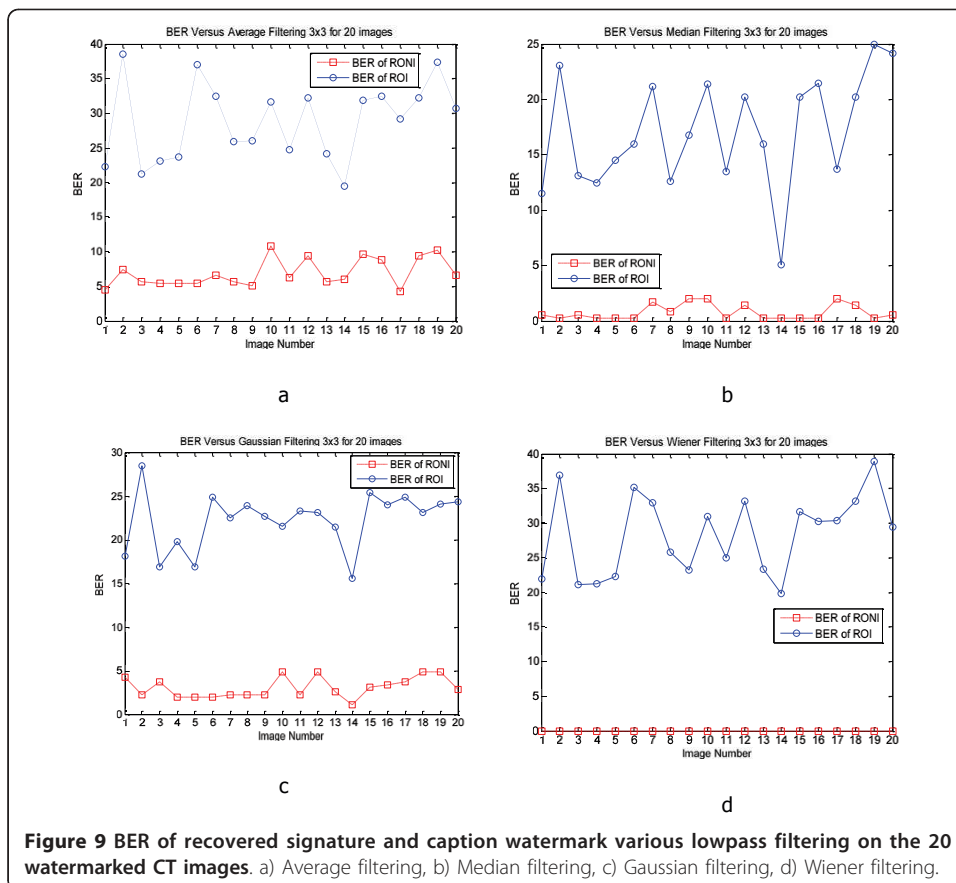 BER Versus Average Filtering 3x3 for 20 images
40
35
30
25
20
15
10
5
0
BER
BER of RONI
BER of ROI
1 2 3 4 5 6 7 8 9 10 11 12 13 14 15 16 17 18 19 20
Image Number
a
BER Versus Median Filtering 3x3 for 20 images
25
20
15
10
5
0
BER
BER of RONI
BER of ROI
1 2 3 4 5 6 7 8 9 10 11 12 13 14 15 16 17 18 19 20
Image Number
b
BER Versus Gaussian Filtering 3x3 for 20 images
30
25
20
15
10
5
0
BER
BER of RONI
BER of ROI
1 2 3 4 5 6 7 8 9 10 11 12 13 14 15 16 17 18 19 20
Image Number
c
BER Versus Wiener Filtering 3x3 for 20 images
40
35
30
25
20
15
10
5
0
BER
BER of RONI
BER of ROI
1 2 3 4 5 6 7 8 9 10 11 12 13 14 15 16 17 18 19 20
Image Number
d
Figure 9 BER of recovered signature and caption watermark various lowpass filtering on the 20
watermarked CT images. a) Average filtering, b) Median filtering, c) Gaussian filtering, d) Wiener filtering.